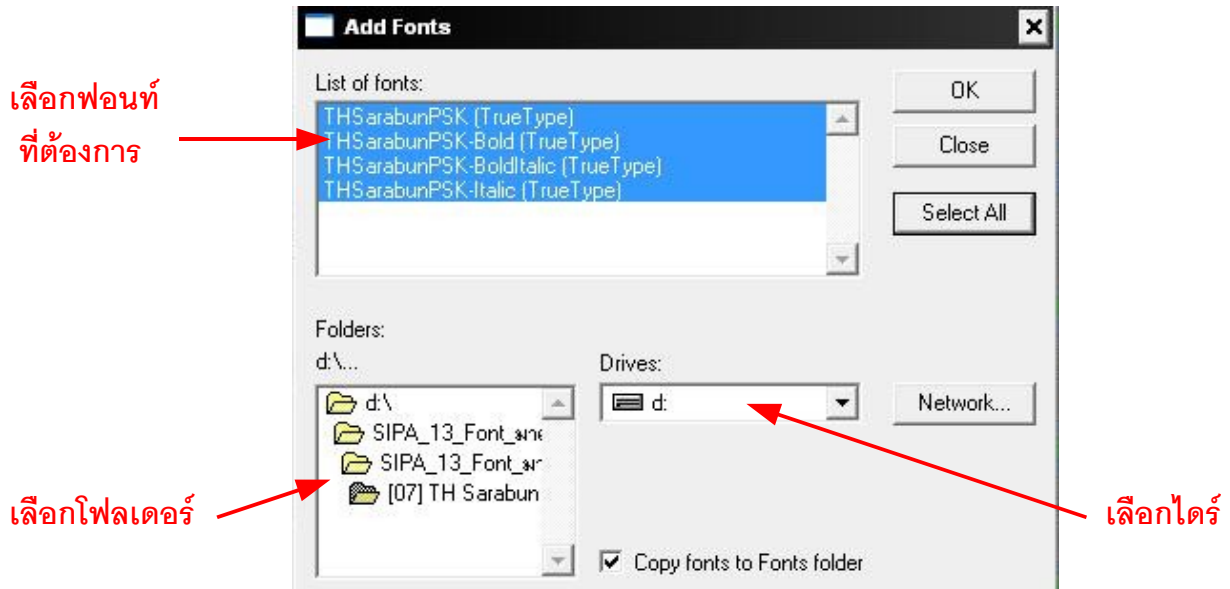 Add Fonts
List of fonts:
เลือกฟอนท์
ที่ต้องการ
THSarabunPSK (TrueType)
THSarabunPSK-Bold (TrueType)
THSarabunPSK-BoldItalic (TrueType)
THSarabunPSK-Italic (TrueType)
OK
Close
Select All
Folders:
d:\...
Drives:
d:\
d:
Network...
SIPA_13_Font_
SIPA_13_Font_
[07] TH Sarabun
เลือกโฟลเดอร์
เลือกไดร์
Copy fonts to Fonts folder